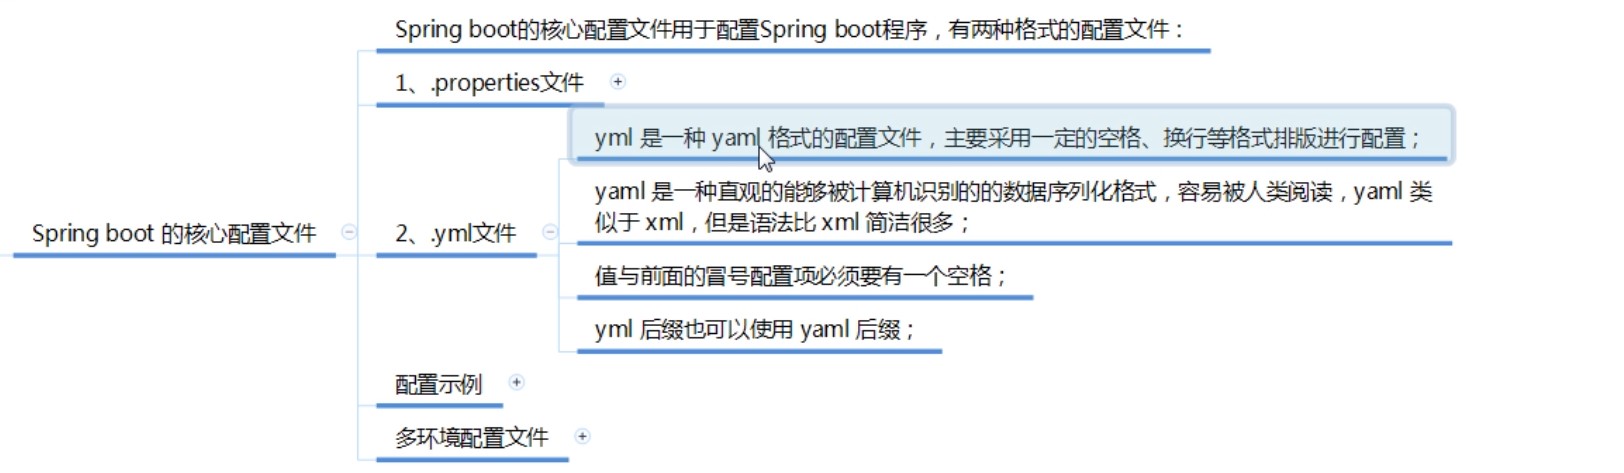 Spring boot的核心配置文件用于配置Spring boot程序，有两种格式的配置文件：
1、.properties文件
yml 是一种 yaml 格式的配置文件，主要采用一定的空格、换行等格式排版进行配置；
yaml 是一种直观的能够被计算机识别的的数据序列化格式，容易被人类阅读，yaml 类
似于 xml，但是语法比 xml 简洁很多；
Spring boot 的核心配置文件
2、.yml文件
值与前面的冒号配置项必须要有一个空格；
yml 后缀也可以使用 yaml 后缀；
配置示例
多环境配置文件